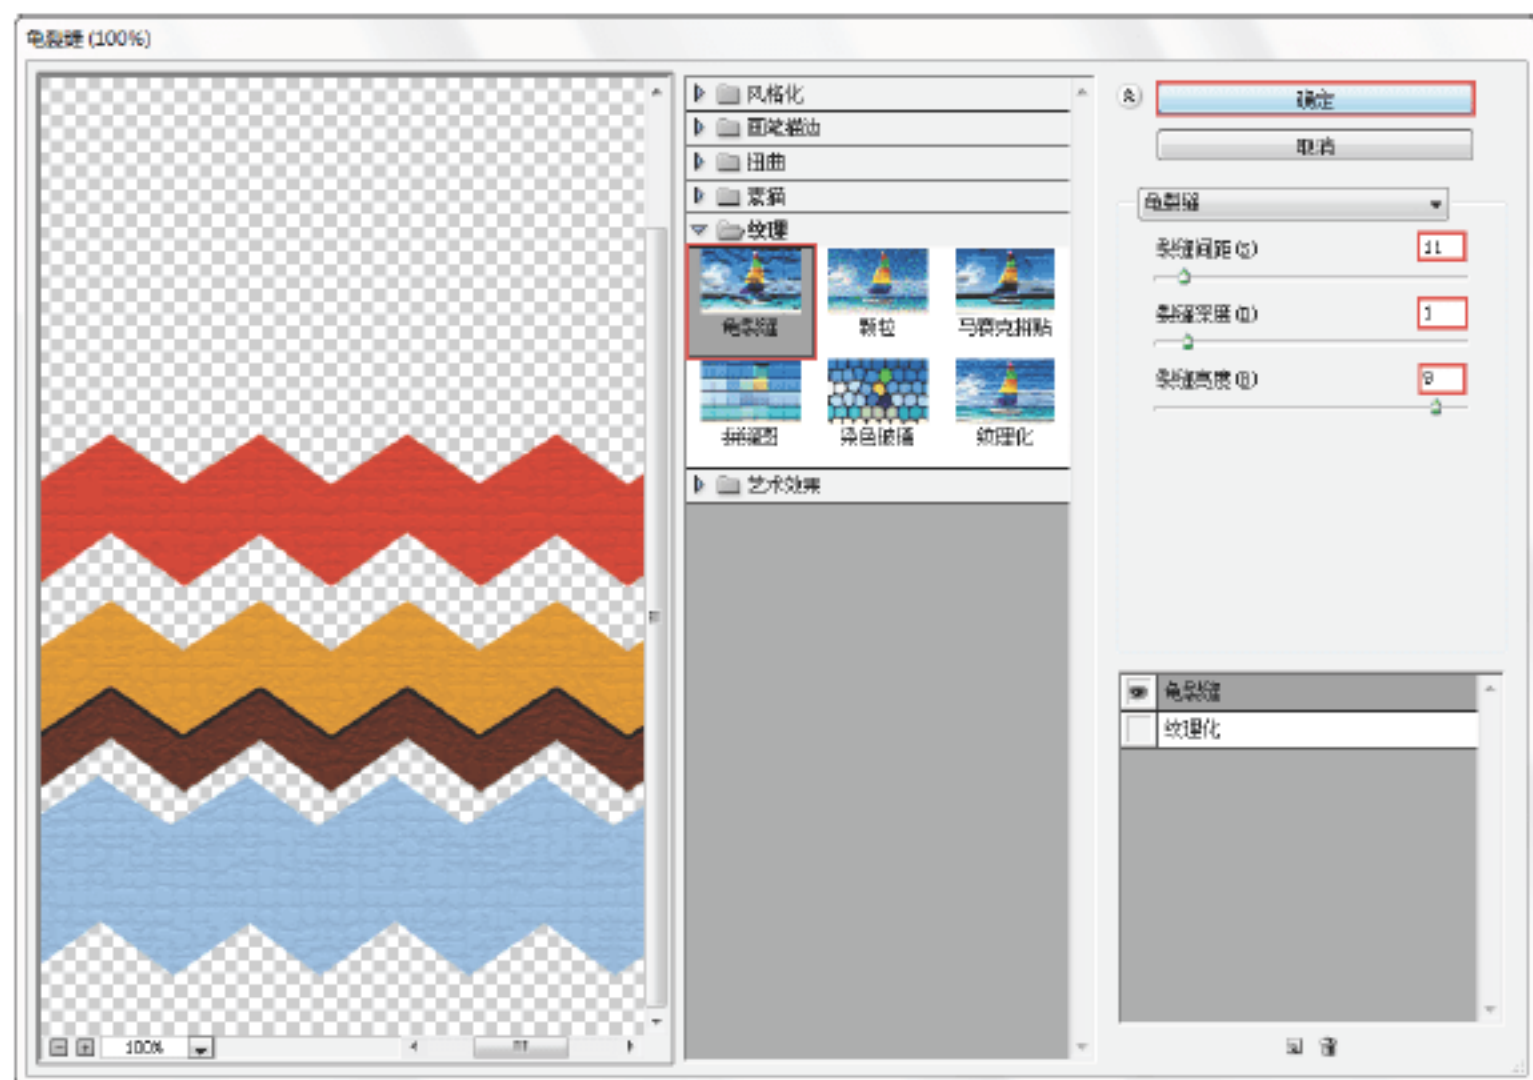 龟裂缝 (100%)
风格化
画笔描边
扭曲
素描
纹理
龟裂缝
颗粒
马赛克拼贴
拼缀图
染色玻璃
纹理化
艺术效果
确定
取消
龟裂缝
裂缝间距(S)
11
裂缝深度(D)
裂缝亮度(B)
9
龟裂缝
纹理化
100%